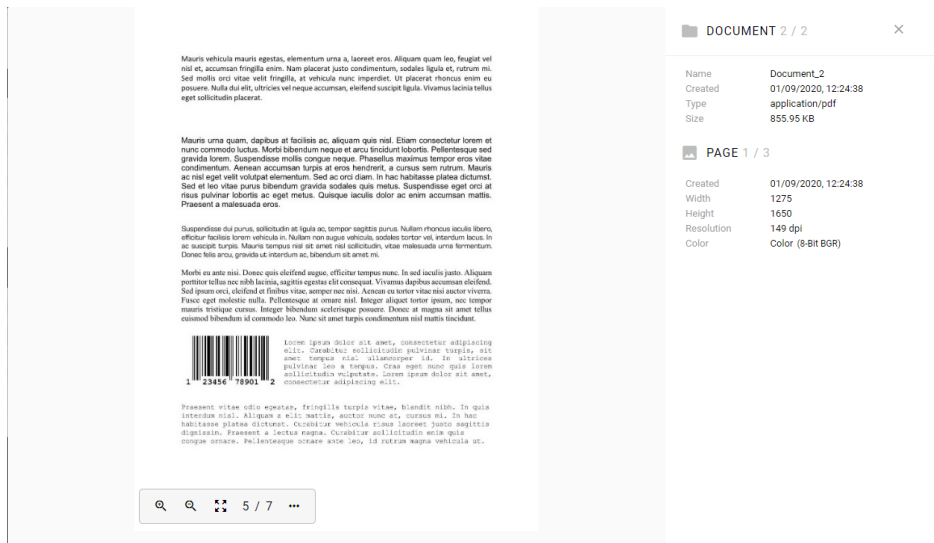 Mauris vehicula mauris egestas, elementum urna a, laoreet eros. Aliquam quam leo, feugiat vel
nisl et, accumsan fringilla enim. Nam placerat justo condimentum, sodales ligula et, rutrum mi.
Sed mollis orci vitae velit fringilla, at vehicula nunc imperdiet. Ut placerat rhoncus enim eu
posuere. Nulla dui elit, ultricies vel neque accumsan, eleifend suscipit ligula. Vivamus lacinia tellus
eget sollicitudin placerat.
Mauris urna quam, dapibus at facilisis ac, aliquam quis nisl. Etiam consectetur lorem et
nunc commodo luctus. Morbi bibendum neque et arcu tincidunt lobortis. Pellentesque sed
gravida lorem. Suspendisse mollis congue neque. Phasellus maximus tempor eros vitae
condimentum. Aenean accumsan turpis at eros hendrerit, a cursus sem rutrum. Mauris
ac nisl eget velit volutpat elementum. Sed ac orci diam. In hac habitasse platea dictumst.
Sed et leo vitae purus bibendum gravida sodales quis metus. Suspendisse eget orci at
risus pulvinar lobortis ac eget metus. Quisque iaculis dolor ac enim accumsan mattis.
Praesent a malesuada eros.
Suspendisse dui purus, sollicitudin at ligula ac, tempor sagittis purus. Nullam rhoncus iaculis libero,
efficitur facilisis lorem vehicula in. Nullam non augue vehicula, sodales tortor vel, interdum lacus. In
ac suscipit turpis. Mauris tempus nisl sit amet nisl sollicitudin, vitae malesuada urna fermentum.
Donec felis arcu, gravida ut interdum ac, bibendum sit amet mi.
Morbi eu ante nisi. Donec quis eleifend augue, efficitur tempus nunc. In sed iaculis justo. Aliquam
porttitor tellus nec nibh lacinia, sagittis egestas elit consequat. Vivamus dapibus accumsan eleifend.
Sed ipsum orci, eleifend et finibus vitae, semper nec nisi. Aenean eu tortor vitae nisi auctor viverra.
Fusce eget molestie nulla. Pellentesque at ornare nisl. Integer aliquet tortor ipsum, nec tempor
mauris tristique cursus. Integer bibendum scelerisque posuere. Donec at magna sit amet tellus
euismod bibendum id commodo leo. Nunc sit amet turpis condimentum nisl mattis tincidunt.
Lorem ipsum dolor sit amet, consectetur adipiscing
elit. Curabitur sollicitudin pulvinar turpis, sit
amet tempus nisl ullamcorper id. In ultrices
pulvinar leo a tempus. Cras eget nunc quis lorem
sollicitudin vulputate. Lorem ipsum dolor sit amet,
consectetur adipiscing elit.
1 23456 78901 2
Praesent vitae odio egestas, fringilla turpis vitae, blandit nibh. In quis
interdum nisl. Aliquam a elit mattis, auctor nunc at, cursus mi. In hac
habitasse platea dictumst. Curabitur vehicula risus laoreet justo sagittis
dignissim. Praesent a lectus magna. Curabitur sollicitudin enim quis
congue ornare. Pellentesque ornare ante leo, id rutrum magna vehicula ut.
5 / 7
DOCUMENT 2 / 2
Name Document_2
Created 01/09/2020, 12:24:38
Type application/pdf
Size 855.95 KB
PAGE 1 / 3
Created 01/09/2020, 12:24:38
Width 1275
Height 1650
Resolution 149 dpi
Color Color (8-Bit BGR)